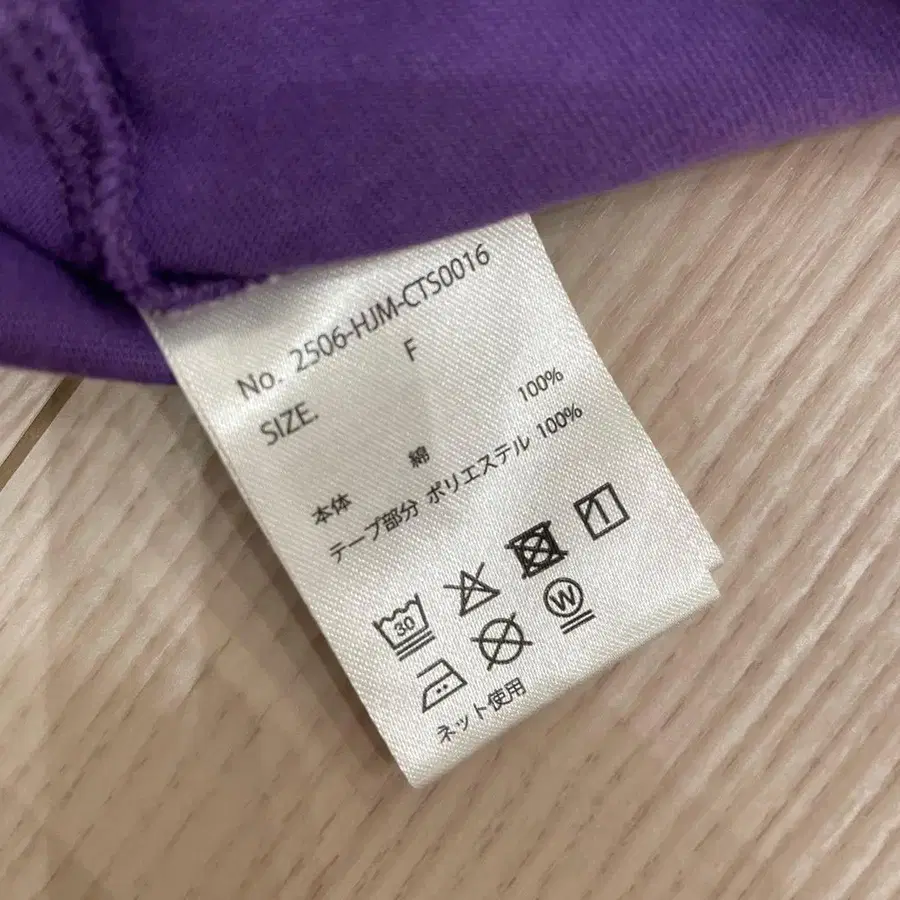 No. 2506-HJM-CTS0016
SIZE. F
本体 綿 100%
テープ部分 ポリエステル 100%
30
W
ネット使用